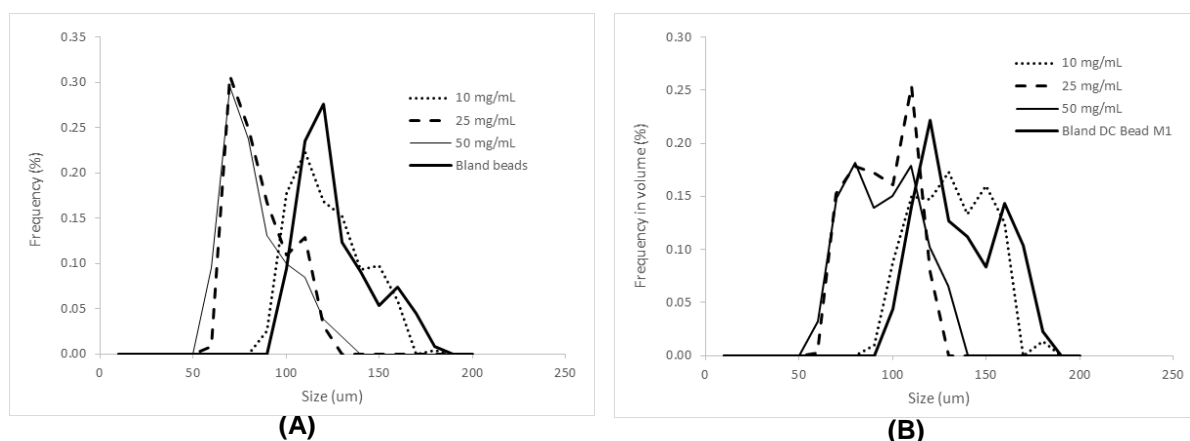 0.35
0.30
0.25
0.20
0.15
0.10
0.05
0.00
Frequency (%)
10 mg/mL
25 mg/mL
50 mg/mL
Bland beads
0
50
100
150
200
250
Size (um)
(A)
0.30
0.25
0.20
0.15
0.10
0.05
0.00
Frequency in volume (%)
10 mg/mL
25 mg/mL
50 mg/mL
Bland DC Bead M1
0
50
100
150
200
250
Size (um)
(B)